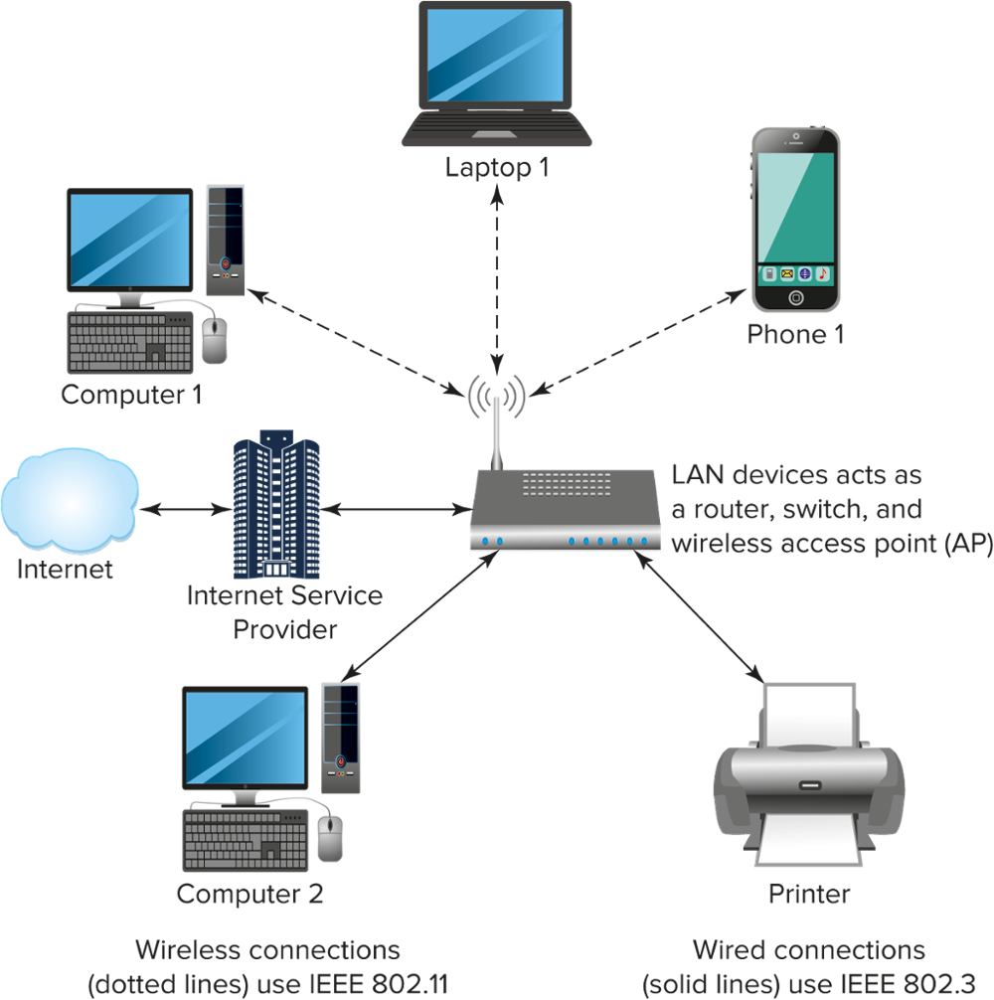 Laptop 1
Phone 1
Computer 1
LAN devices acts as
a router, switch, and
wireless access point (AP)
Internet
Internet Service
Provider
Computer 2
Printer
Wireless connections
(dotted lines) use IEEE 802.11
Wired connections
(solid lines) use IEEE 802.3